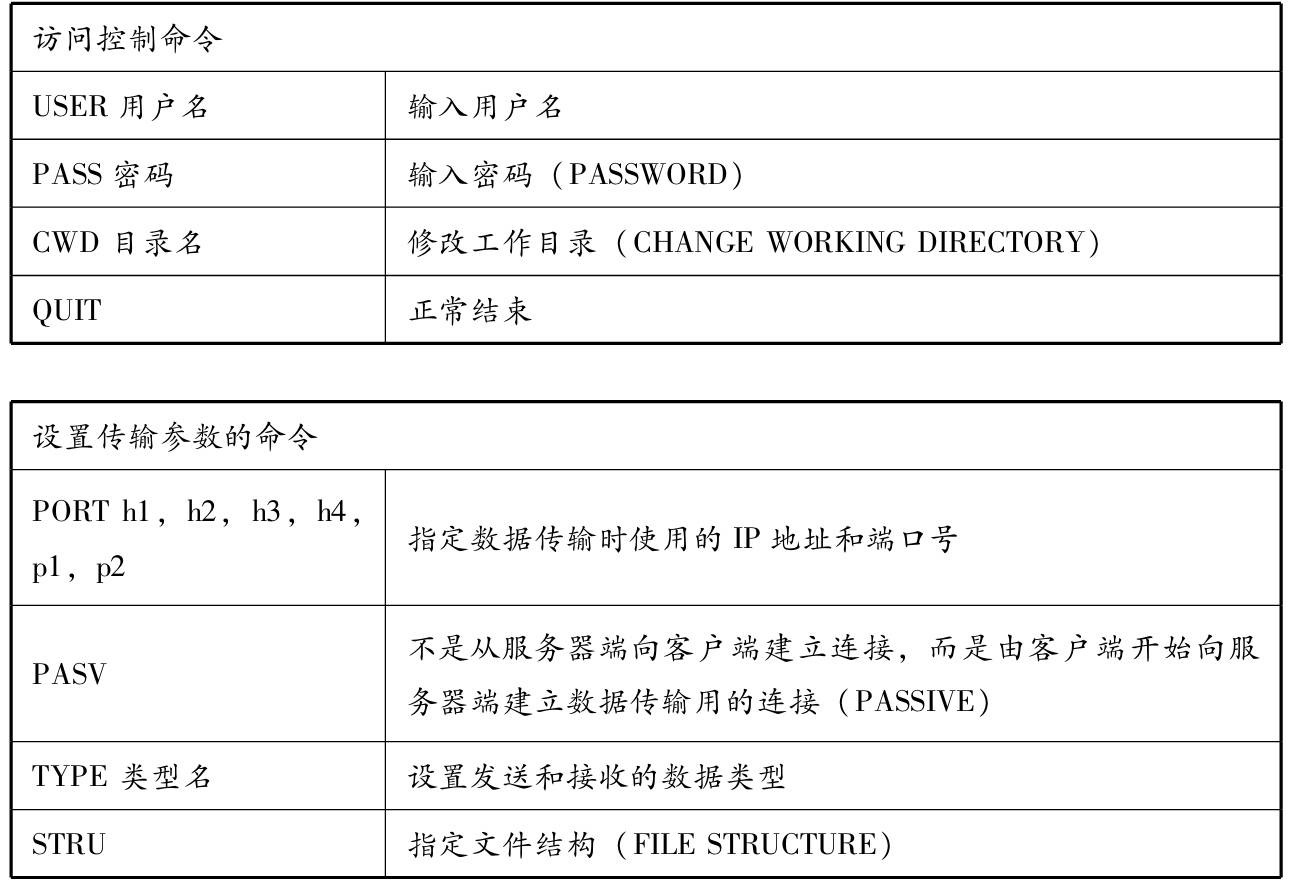 访问控制命令
USER 用户名
输入用户名
PASS 密码
输入密码（PASSWORD）
CWD 目录名
修改工作目录（CHANGE WORKING DIRECTORY）
QUIT
正常结束
设置传输参数的命令
PORT h1，h2，h3，h4，
p1，p2
指定数据传输时使用的 IP 地址和端口号
PASV
不是从服务器端向客户端建立连接，而是由客户端开始向服
务器端建立数据传输用的连接（PASSIVE）
TYPE 类型名
设置发送和接收的数据类型
STRU
指定文件结构（FILE STRUCTURE）